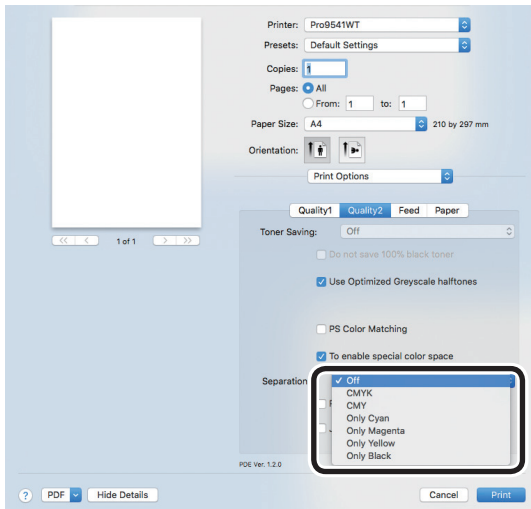 Printer: Pro9541WT
Presets: Default Settings
Copies: 1
Pages: All
From: 1 to: 1
Paper Size: A4 210 by 297 mm
Orientation:
Print Options
Quality1 Quality2 Feed Paper
Toner Saving: Off
Do not save 100% black toner
Use Optimized Greyscale halftones
PS Color Matching
To enable special color space
Separation
Off
CMYK
CMY
Only Cyan
Only Magenta
Only Yellow
Only Black
PDE Ver. 1.2.0
<< < 1 of 1 > >>
? PDF Hide Details Cancel Print